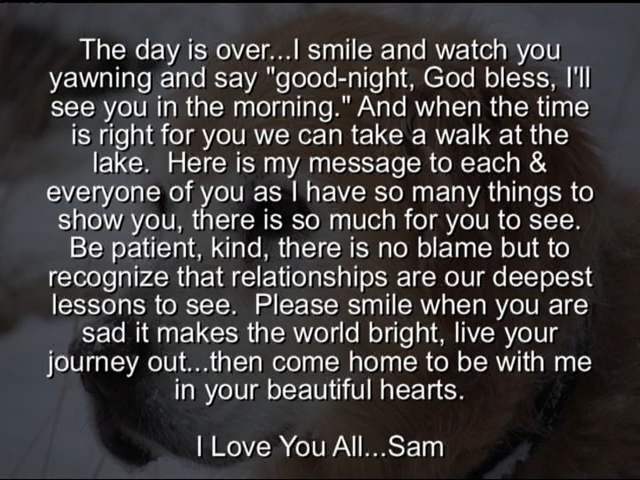 The day is over...I smile and watch you
yawning and say "good-night, God bless, I'll
see you in the morning." And when the time
is right for you we can take a walk at the
lake.  Here is my message to each &
everyone of you as I have so many things to
show you, there is so much for you to see.
Be patient, kind, there is no blame but to
recognize that relationships are our deepest
lessons to see.  Please smile when you are
sad it makes the world bright, live your
journey out...then come home to be with me
in your beautiful hearts.
I Love You All...Sam